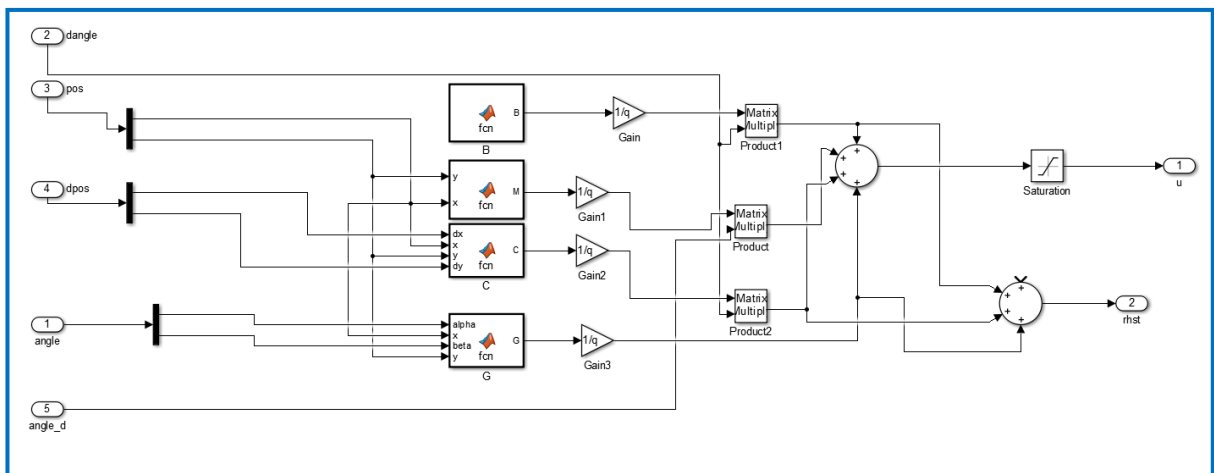 2
dangle
3
pos
4
dpos
1
angle
5
angle_d
fcn
B
B
1/q
Gain
y
x
fcn
M
1/q
Gain1
dx
x
y
dy
fcn
C
C
1/q
Gain2
alpha
x
beta
y
fcn
G
G
1/q
Gain3
Matrix
Multipl
Product1
Matrix
Multipl
Product
Matrix
Multipl
Product2
+
+
+
+
Saturation
1
u
+
+
+
+
2
rhst